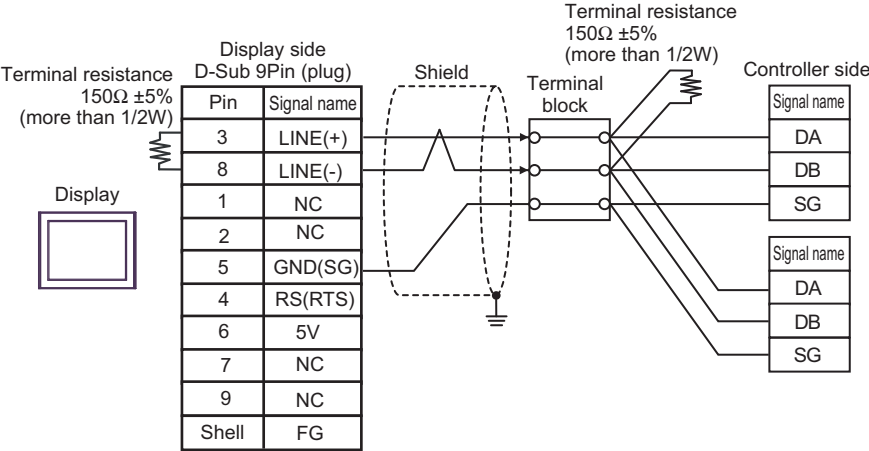 Terminal resistance
150Ω ±5%
(more than 1/2W)
Display side
D-Sub 9Pin (plug)
Terminal resistance
150Ω ±5%
(more than 1/2W)
Shield
Terminal
block
Controller side
Pin Signal name
3 LINE(+)
8 LINE(-)
1 NC
2 NC
5 GND(SG)
4 RS(RTS)
6 5V
7 NC
9 NC
Shell FG
Display
Signal name
DA
DB
SG
Signal name
DA
DB
SG